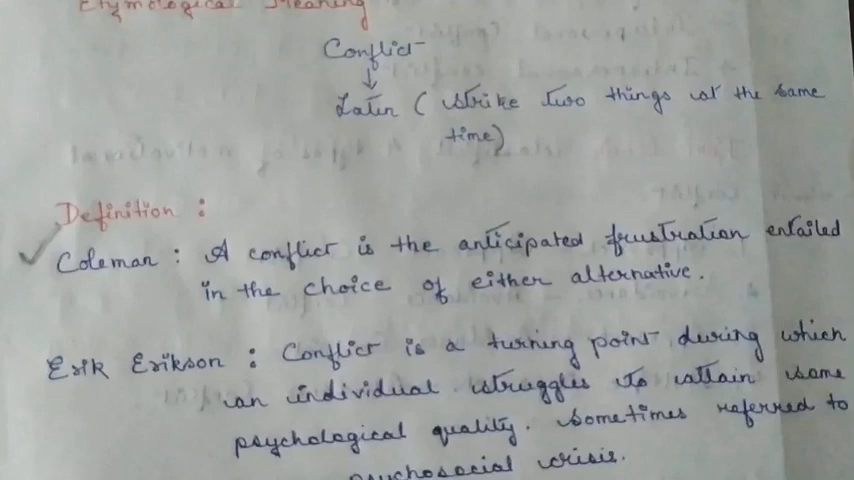 Etymological Meaning
Conflict
↓
Latin ( strike two things at the same
time)
Definition :
Coleman : A conflict is the anticipated frustration entailed
in the choice of either alternative.
Erik Erikson : Conflict is a turning point during which
an individual struggles to attain some
psychological quality. Sometimes referred to
psychosocial crisis.